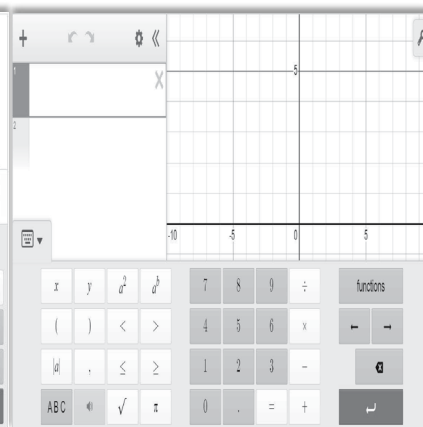 + «
1 X
5
2
-10 -5 0 5
x y a² aᵇ 7 8 9 ÷ functions
( ) < > 4 5 6 × ← →
|a| , ≤ ≥ 1 2 3 −
ABC √ π 0 . = +